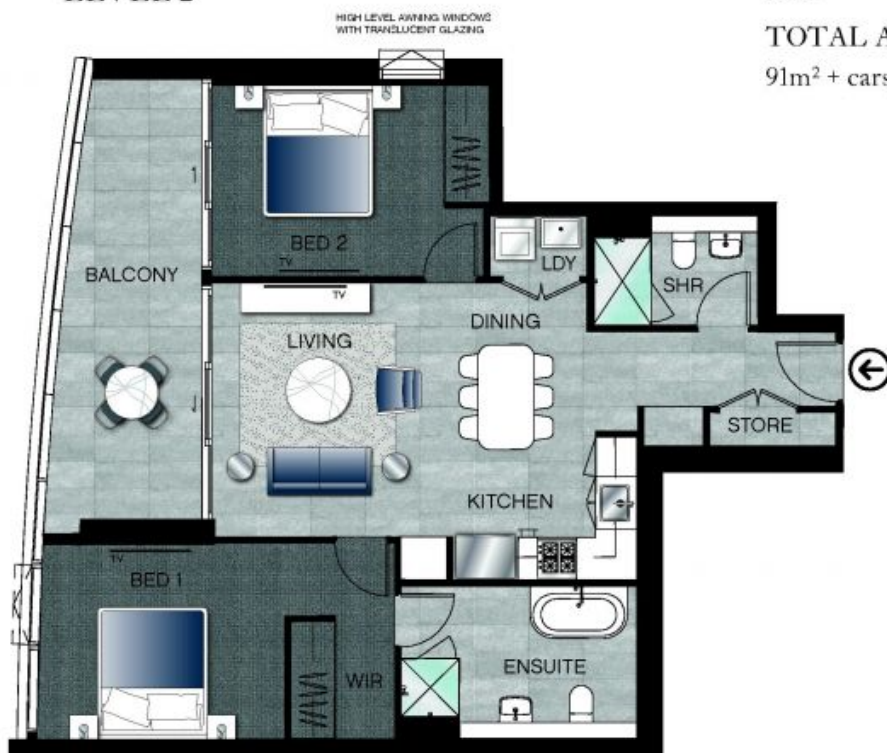 HIGH LEVEL AWNING WINDOWS
WITH TRANSLUCENT GLAZING
TOTAL A
91m² + cars
BED 2
TV
BALCONY
LDY
SHR
TV
LIVING
DINING
STORE
KITCHEN
TV
BED 1
WIR
ENSUITE